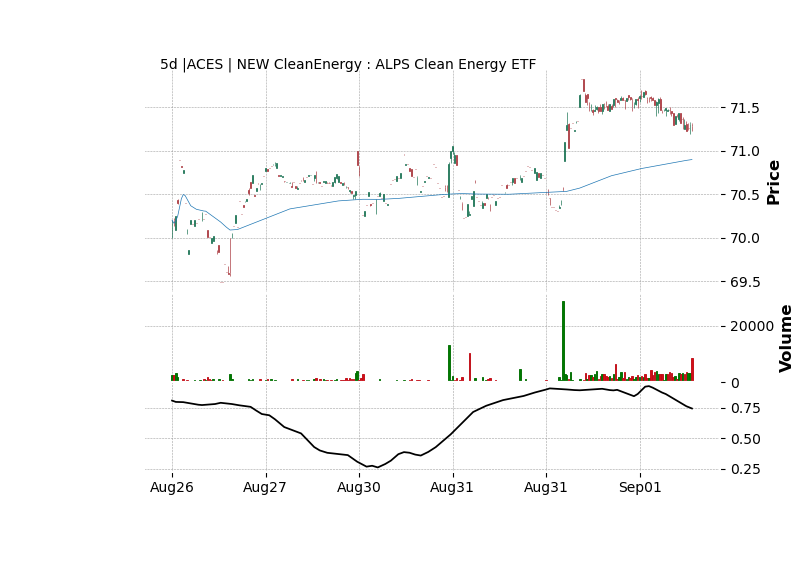 5d |ACES | NEW CleanEnergy : ALPS Clean Energy ETF
71.5
71.0
70.5
70.0
69.5
Price
20000
0
Volume
0.75
0.50
0.25
Aug26 Aug27 Aug30 Aug31 Aug31 Sep01